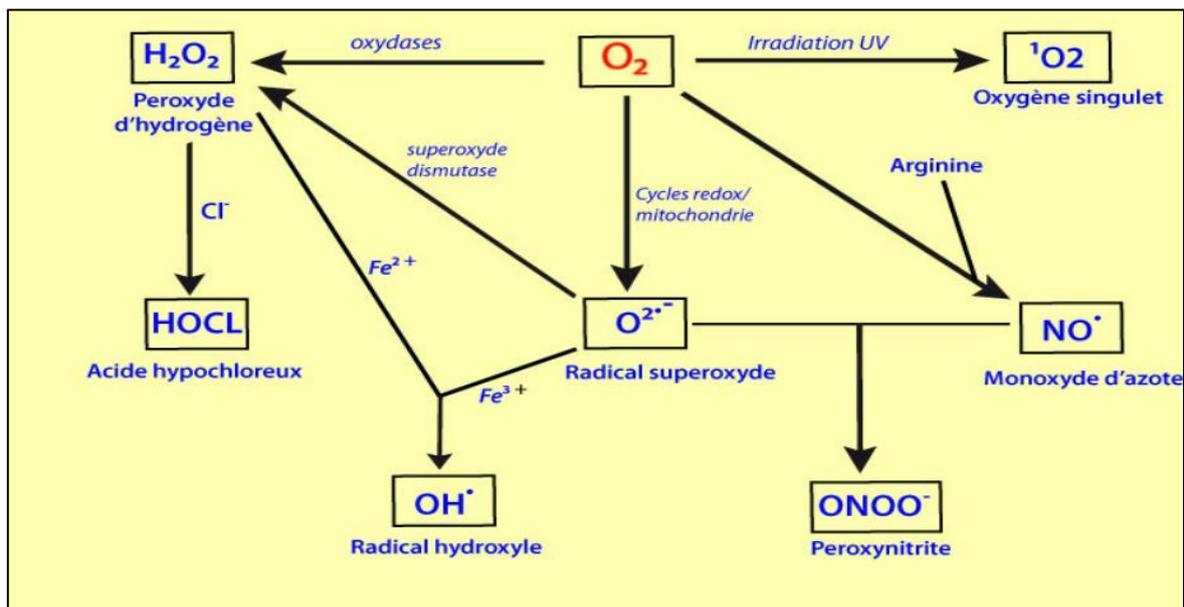 H₂O₂
oxydases
O₂
Irradiation UV
¹O2
Peroxyde
d'hydrogène
Oxygène singulet
superoxyde
dismutase
Arginine
Cycles redox/
mitochondrie
Cl⁻
Fe²⁺
HOCL
O²˙⁻
NO˙
Acide hypochloreux
Radical superoxyde
Monoxyde d'azote
Fe³⁺
OH˙
ONOO⁻
Radical hydroxyle
Peroxynitrite